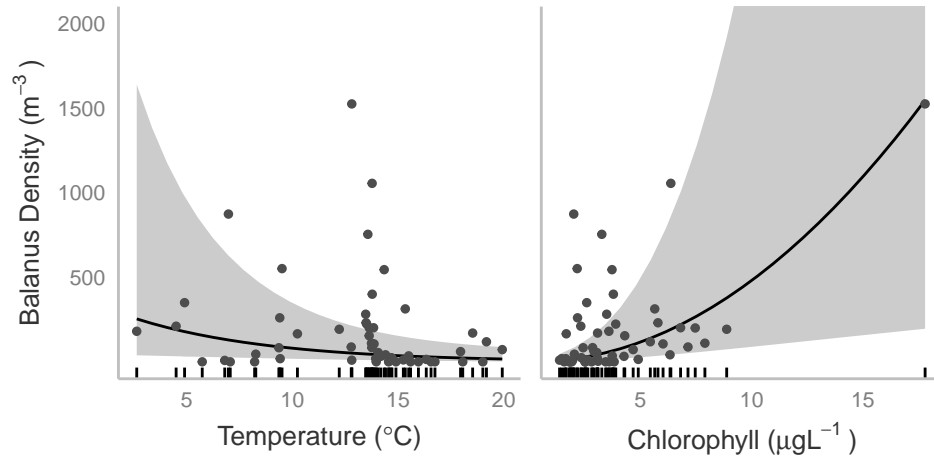 Balanus Density (m⁻³)
2000
1500
1000
500
5 10 15 20
5 10 15
Temperature (°C)
Chlorophyll (μgL⁻¹ )